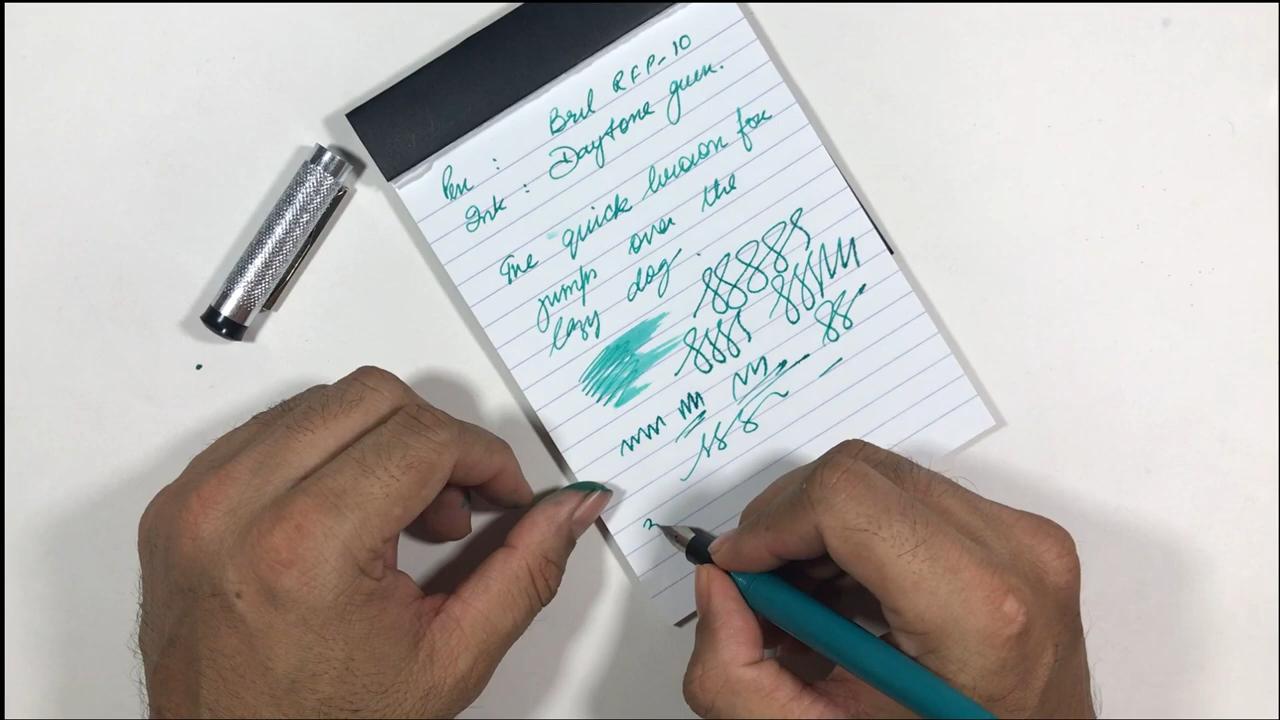 Pen : Bril RFP-10
Ink : Daytone green.
The quick brown fox
jumps over the
lazy dog.